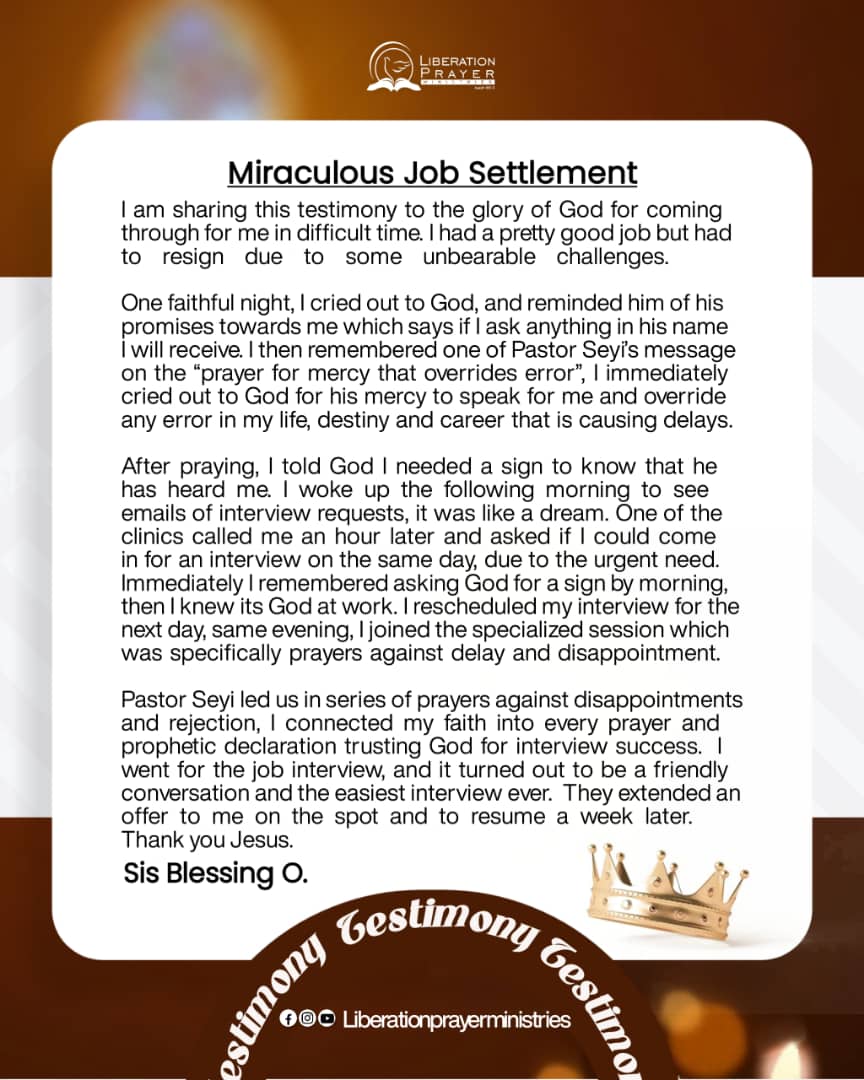 LIBERATION
PRAYER
MINISTRIES
Miraculous Job Settlement
I am sharing this testimony to the glory of God for coming
through for me in difficult time. I had a pretty good job but had
to resign due to some unbearable challenges.
One faithful night, I cried out to God, and reminded him of his
promises towards me which says if I ask anything in his name
I will receive. I then remembered one of Pastor Seyi's message
on the “prayer for mercy that overrides error”, I immediately
cried out to God for his mercy to speak for me and override
any error in my life, destiny and career that is causing delays.
After praying, I told God I needed a sign to know that he
has heard me. I woke up the following morning to see
emails of interview requests, it was like a dream. One of the
clinics called me an hour later and asked if I could come
in for an interview on the same day, due to the urgent need.
Immediately I remembered asking God for a sign by morning,
then I knew its God at work. I rescheduled my interview for the
next day, same evening, I joined the specialized session which
was specifically prayers against delay and disappointment.
Pastor Seyi led us in series of prayers against disappointments
and rejection, I connected my faith into every prayer and
prophetic declaration trusting God for interview success. I
went for the job interview, and it turned out to be a friendly
conversation and the easiest interview ever. They extended an
offer to me on the spot and to resume a week later.
Thank you Jesus.
Sis Blessing O.
estimony Testimony Testimo
Liberationprayerministries